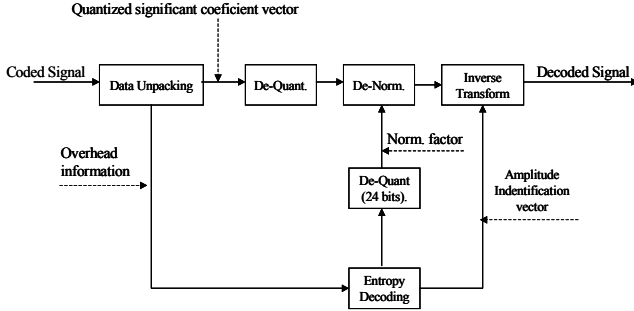 Quantized significant coeficient vector
Coded Signal
Data Unpacking
De-Quant.
De-Norm.
Inverse
Transform
Decoded Signal
Overhead
information
Norm. factor
De-Quant
(24 bits).
Amplitude
Indentification
vector
Entropy
Decoding